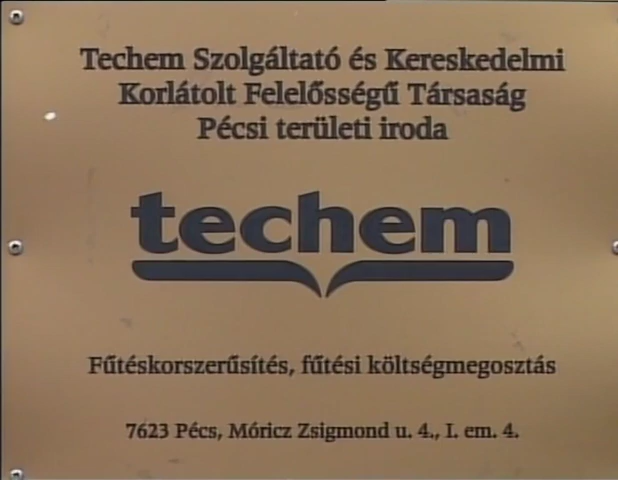 Techem Szolgáltató és Kereskedelmi
Korlátolt Felelősségű Társaság
Pécsi területi iroda
techem
Fűtéskorszerűsítés, fűtési költségmegosztás
7623 Pécs, Móricz Zsigmond u. 4., I. em. 4.